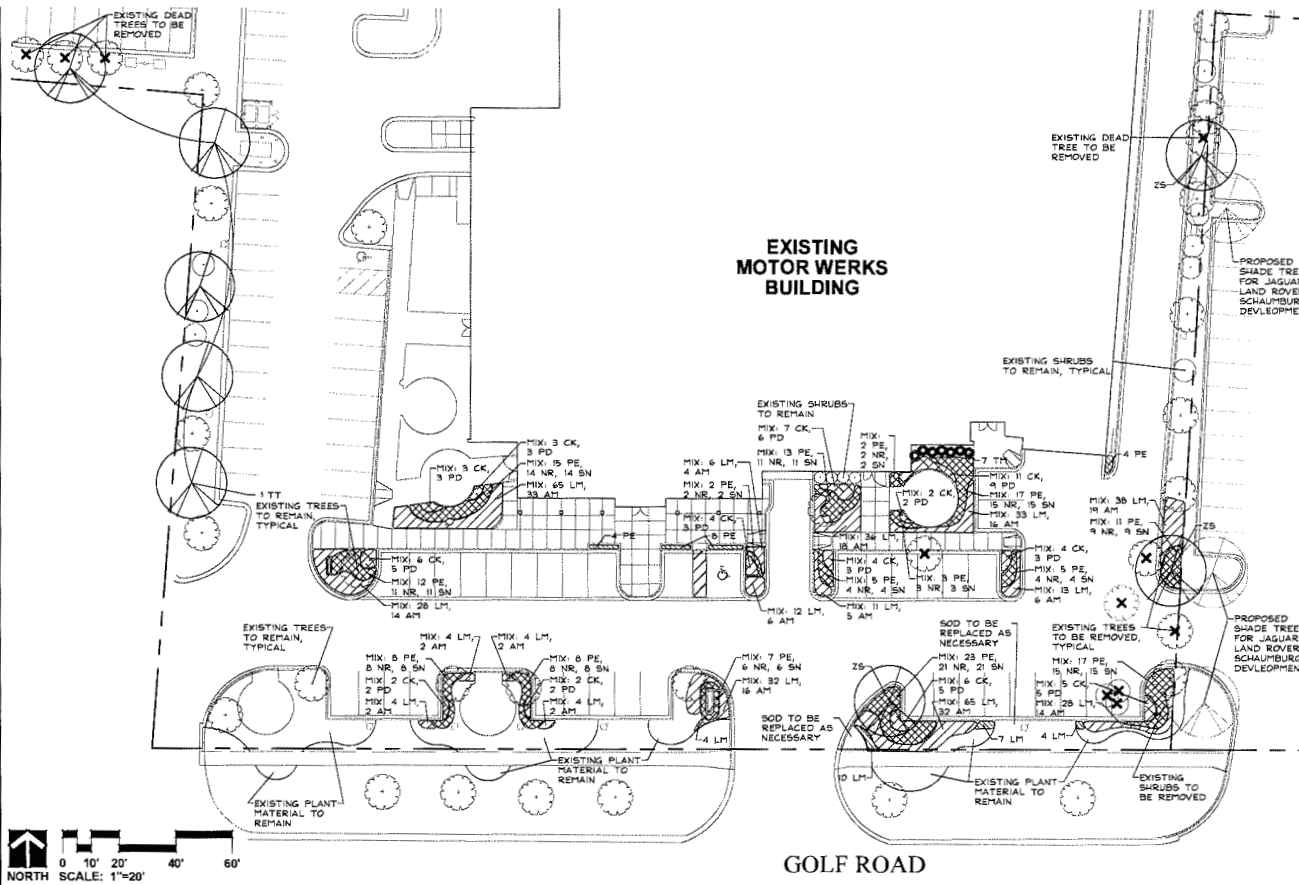 EXISTING DEAD
TREES TO BE
REMOVED
EXISTING DEAD
TREE TO BE
REMOVED
ZS
EXISTING
MOTOR WERKS
BUILDING
PROPOSED
SHADE TREE
FOR JAGUAR
LAND ROVER
SCHAUMBUR
DEVLEOPME
EXISTING SHRUBS
TO REMAIN, TYPICAL
EXISTING SHRUBS
TO REMAIN
MIX: 7 CK,
6 PD
MIX: 13 PE,
11 NR, 11 SN
MIX:
2 PE,
2 NR,
2 SN
7 TM
4 PE
MIX: 3 CK,
3 PD
MIX: 3 CK,
3 PD
MIX: 15 PE,
14 NR, 14 SN
MIX: 65 LM,
33 AM
MIX: 6 LM,
4 AM
MIX: 2 PE,
2 NR, 2 SN
4 CK,
3 PD
8 PE
4 PE
MIX: 2 CK,
2 PD
MIX: 11 CK,
9 PD
MIX: 17 PE,
15 NR, 15 SN
MIX: 33 LM,
16 AM
MIX: 38 LM,
19 AM
MIX: 11 PE,
9 NR, 9 SN
ZS
5 TT
EXISTING TREES
TO REMAIN,
TYPICAL
MIX: 6 CK,
5 PD
MIX: 12 PE,
11 NR, 11 SN
MIX: 28 LM,
14 AM
MIX: 36 LM,
18 AM
MIX: 4 CK,
3 PD
MIX: 5 PE,
4 NR, 4 SN
MIX: 11 LM,
5 AM
MIX: 3 PE,
3 NR, 3 SN
MIX: 4 CK,
3 PD
MIX: 5 PE,
4 NR, 4 SN
MIX: 13 LM,
6 AM
MIX: 12 LM,
6 AM
EXISTING TREES
TO REMAIN,
TYPICAL
MIX: 4 LM,
2 AM
MIX: 4 LM,
2 AM
MIX: 8 PE,
8 NR, 8 SN
MIX: 2 CK,
2 PD
MIX: 4 LM,
2 AM
MIX: 8 PE,
8 NR, 8 SN
MIX: 2 CK,
2 PD
MIX: 4 LM,
2 AM
MIX: 7 PE,
6 NR, 6 SN
MIX: 32 LM,
16 AM
4 LM
SOD TO BE
REPLACED AS
NECESSARY
ZS
SOD TO BE
REPLACED AS
NECESSARY
MIX: 23 PE,
21 NR, 21 SN
MIX: 6 CK,
5 PD
MIX: 65 LM,
32 AM
7 LM
10 LM
EXISTING TREES
TO BE REMOVED,
TYPICAL
MIX: 17 PE,
15 NR, 15 SN
MIX: 5 CK,
5 PD
MIX: 28 LM,
14 AM
4 LM
PROPOSED
SHADE TREE
FOR JAGUAR
LAND ROVER
SCHAUMBURG
DEVLEOPMEN
EXISTING PLANT
MATERIAL TO
REMAIN
EXISTING PLANT
MATERIAL TO
REMAIN
EXISTING PLANT
MATERIAL TO
REMAIN
EXISTING
SHRUBS TO
BE REMOVED
NORTH
0 10' 20' 40' 60'
SCALE: 1"=20'
GOLF ROAD